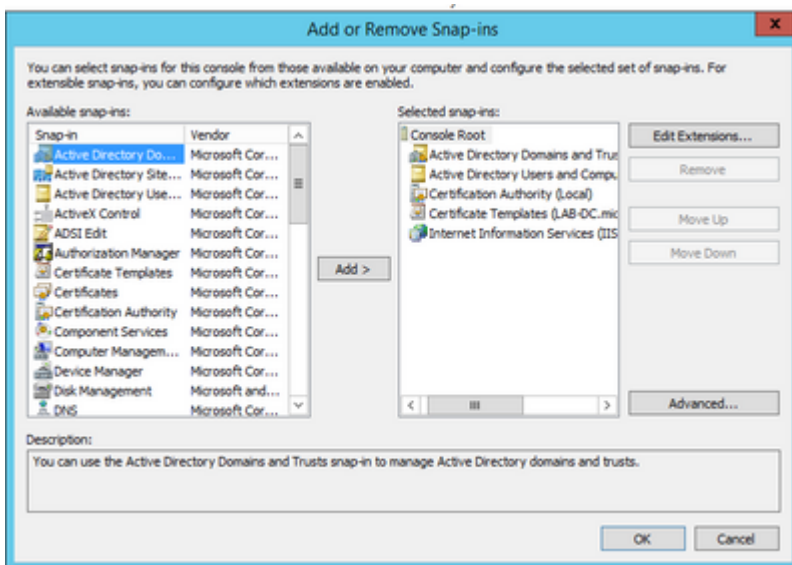 Add or Remove Snap-ins
x
You can select snap-ins for this console from those available on your computer and configure the selected set of snap-ins. For
extensible snap-ins, you can configure which extensions are enabled.
Available snap-ins:
Snap-in Vendor
Active Directory Do... Microsoft Cor...
Active Directory Site... Microsoft Cor...
Active Directory Use... Microsoft Cor...
ActiveX Control Microsoft Cor...
ADSI Edit Microsoft Cor...
Authorization Manager Microsoft Cor...
Certificate Templates Microsoft Cor...
Certificates Microsoft Cor...
Certification Authority Microsoft Cor...
Component Services Microsoft Cor...
Computer Managem... Microsoft Cor...
Device Manager Microsoft Cor...
Disk Management Microsoft and...
DNS Microsoft Cor...
Add >
Selected snap-ins:
Console Root
Active Directory Domains and Trus
Active Directory Users and Compu
Certification Authority (Local)
Certificate Templates (LAB-DC.mic
Internet Information Services (IIS
Edit Extensions...
Remove
Move Up
Move Down
Advanced...
Description:
You can use the Active Directory Domains and Trusts snap-in to manage Active Directory domains and trusts.
OK
Cancel